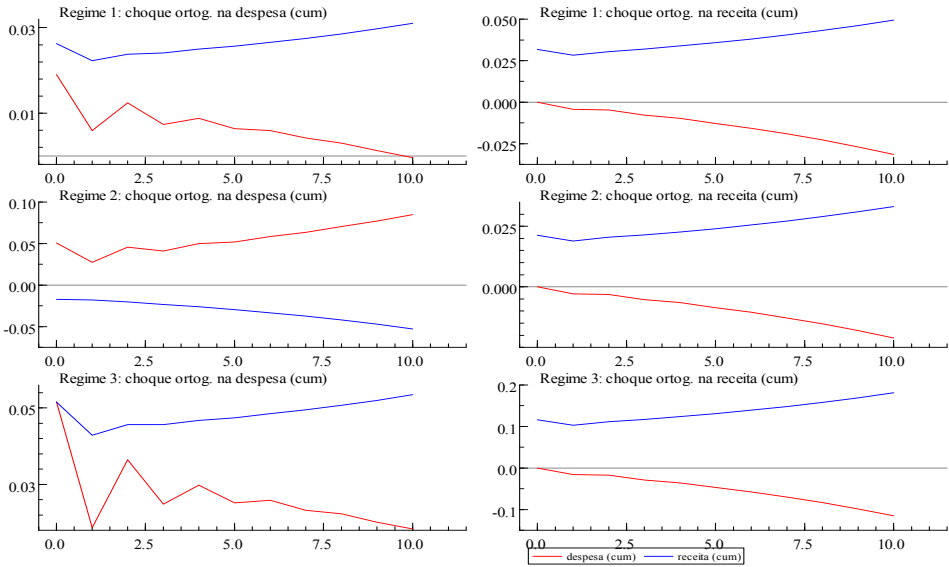 Regime 1: choque ortog. na despesa (cum)
0.03
0.01
0.0 2.5 5.0 7.5 10.0
Regime 1: choque ortog. na receita (cum)
0.050
0.025
0.000
-0.025
0.0 2.5 5.0 7.5 10.0
Regime 2: choque ortog. na despesa (cum)
0.10
0.05
0.00
-0.05
0.0 2.5 5.0 7.5 10.0
Regime 2: choque ortog. na receita (cum)
0.025
0.000
0.0 2.5 5.0 7.5 10.0
Regime 3: choque ortog. na despesa (cum)
0.05
0.03
0.0 2.5 5.0 7.5 10.0
Regime 3: choque ortog. na receita (cum)
0.2
0.1
0.0
-0.1
0.0 2.5 5.0 7.5 10.0
despesa (cum) receita (cum)